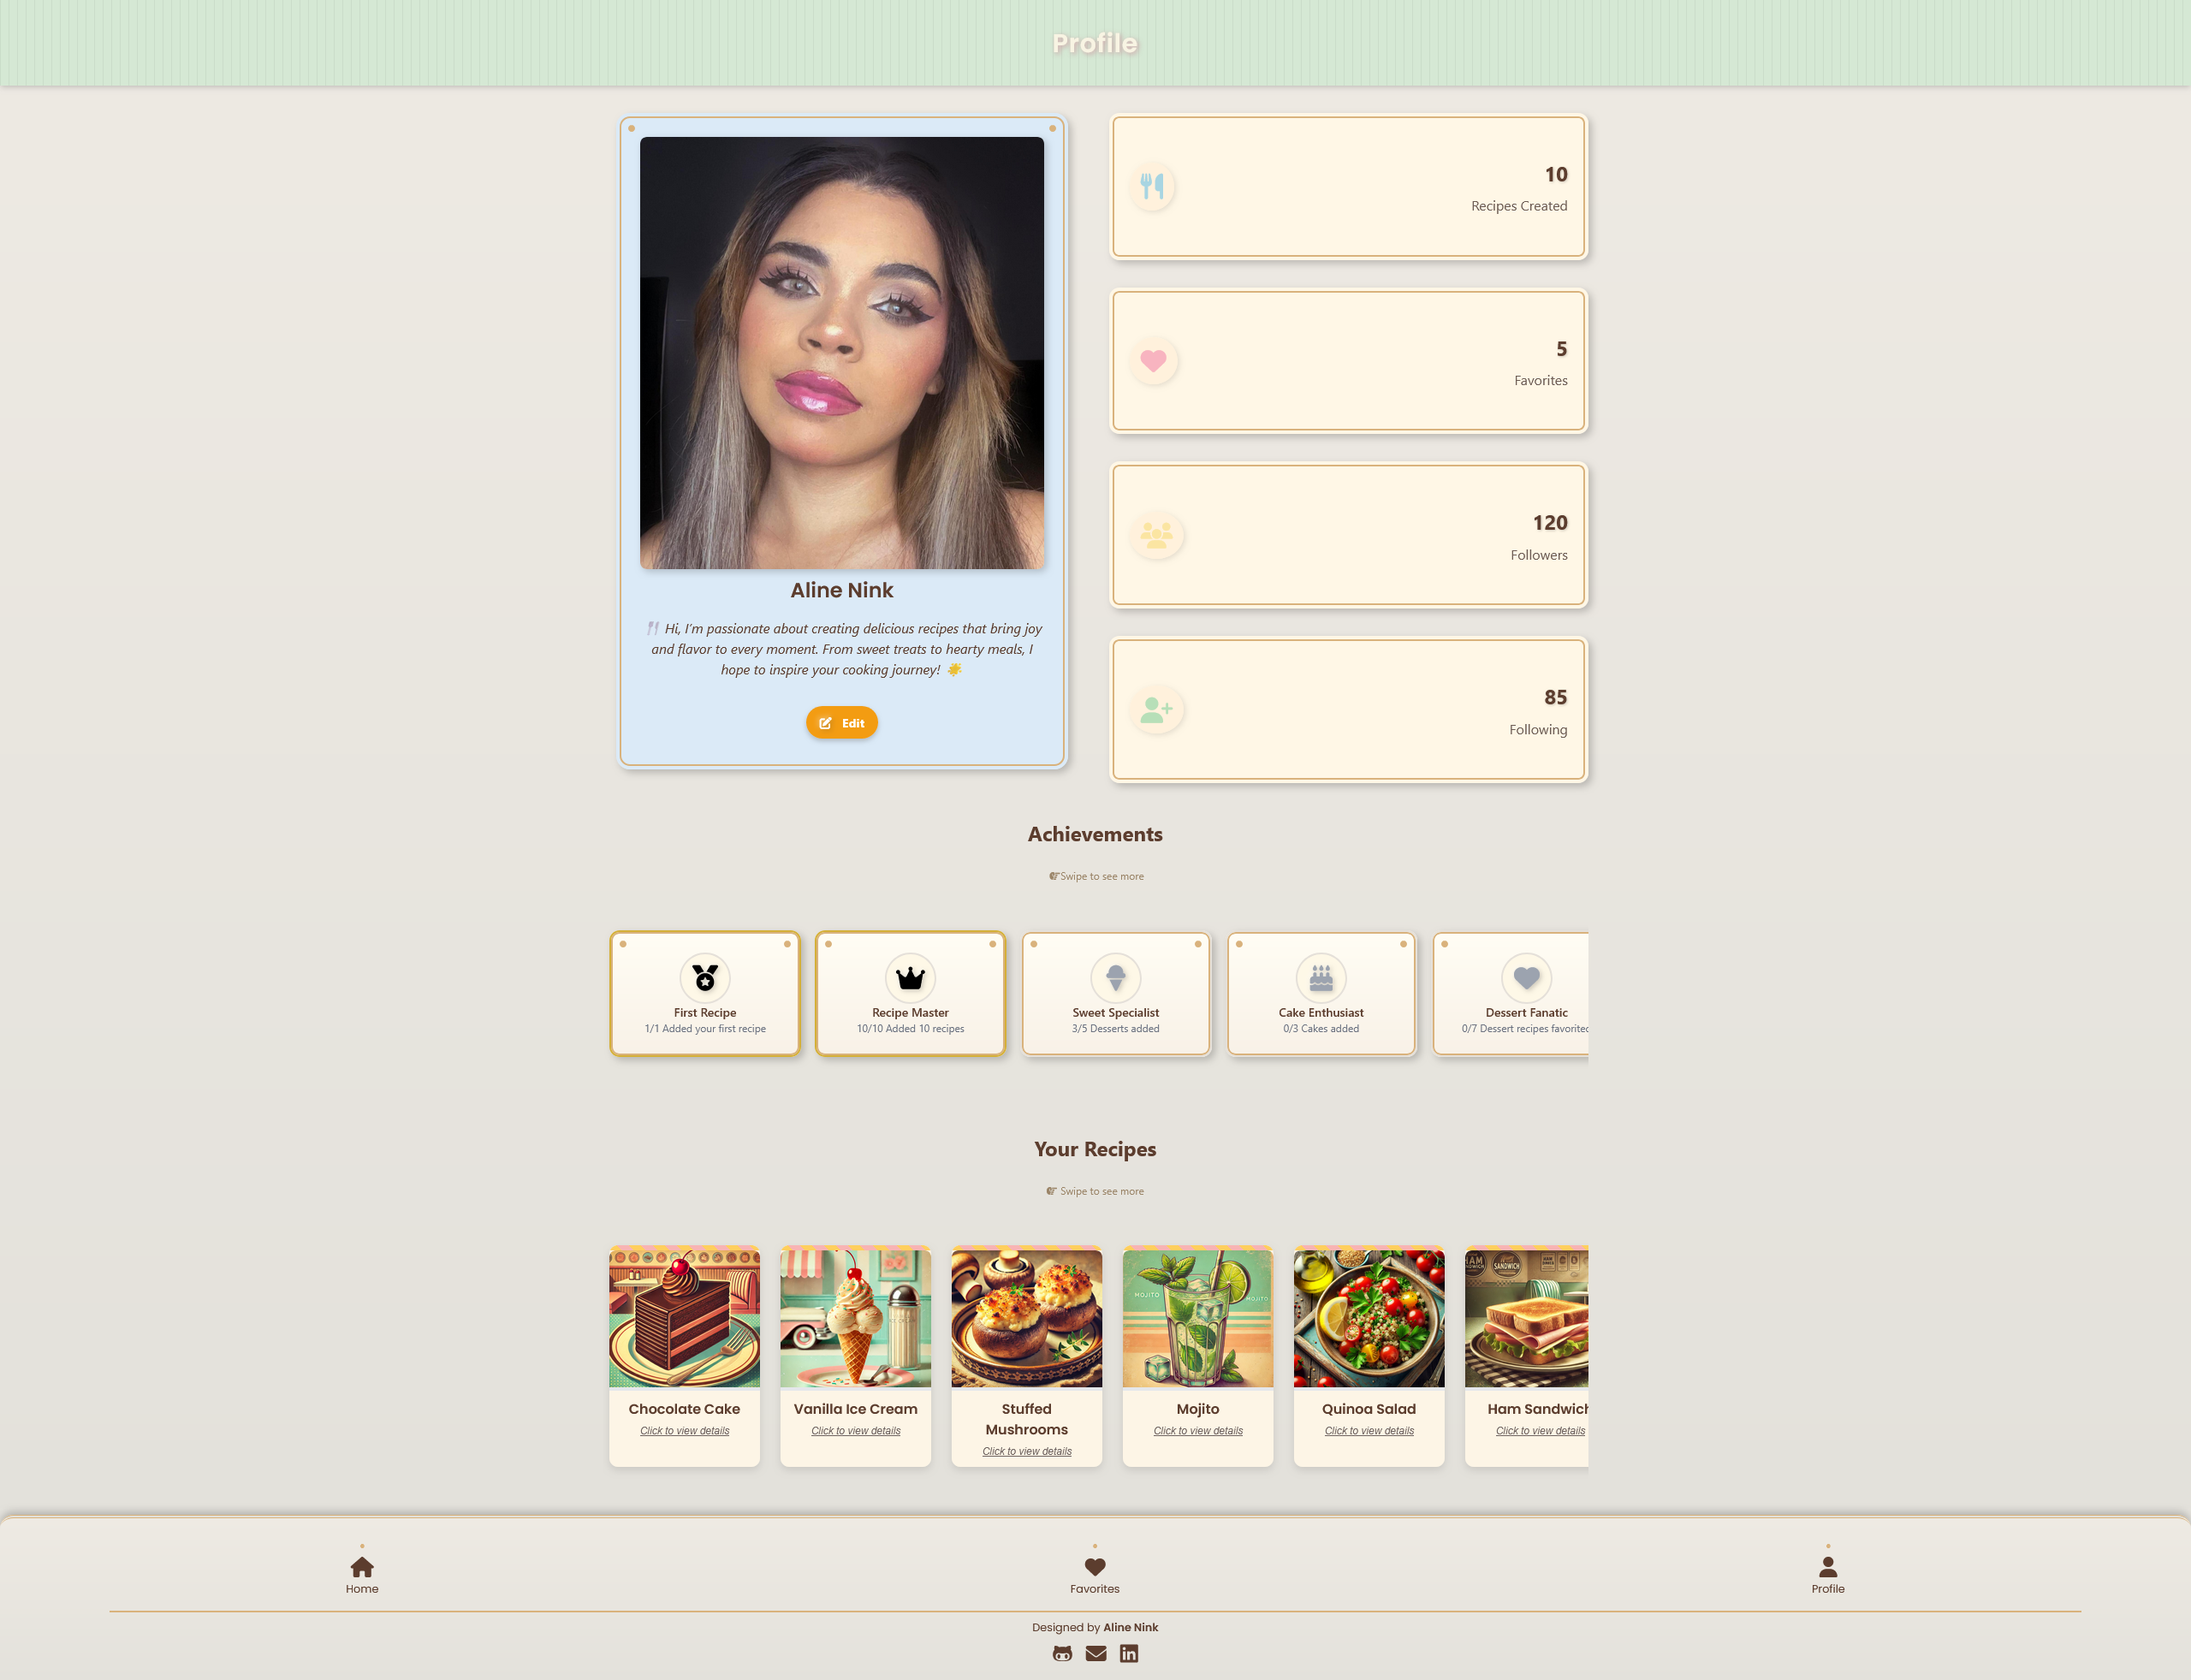 Profile
10
Recipes Created
5
Favorites
120
Followers
85
Following
Aline Nink
🍴 Hi, I'm passionate about creating delicious recipes that bring joy
and flavor to every moment. From sweet treats to hearty meals, I
hope to inspire your cooking journey! 🌟
Edit
Achievements
Swipe to see more
First Recipe
1/1 Added your first recipe
Recipe Master
10/10 Added 10 recipes
Sweet Specialist
3/5 Desserts added
Cake Enthusiast
0/3 Cakes added
Dessert Fanatic
0/7 Dessert recipes favorited
Your Recipes
Swipe to see more
MOJITO
MOJITO
HAM
SANDWICH
SANDWICH
Chocolate Cake
Click to view details
Vanilla Ice Cream
Click to view details
Stuffed
Mushrooms
Click to view details
Mojito
Click to view details
Quinoa Salad
Click to view details
Ham Sandwich
Click to view details
Home
Favorites
Profile
Designed by Aline Nink